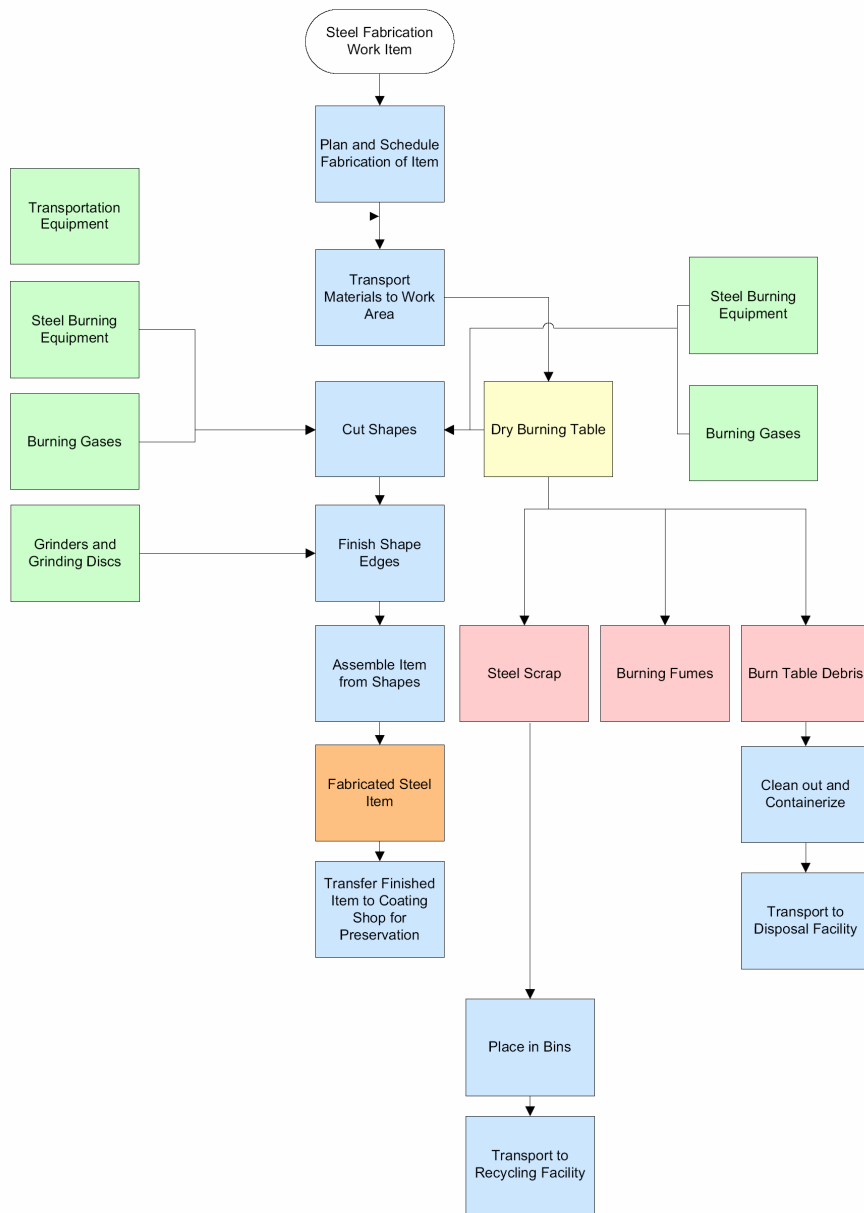 Steel Fabrication
Work Item
Plan and Schedule
Fabrication of Item
Transportation
Equipment
Transport
Materials to Work
Area
Steel Burning
Equipment
Steel Burning
Equipment
Cut Shapes
Dry Burning Table
Burning Gases
Burning Gases
Grinders and
Grinding Discs
Finish Shape
Edges
Assemble Item
from Shapes
Steel Scrap
Burning Fumes
Burn Table Debris
Fabricated Steel
Item
Clean out and
Containerize
Transfer Finished
Item to Coating
Shop for
Preservation
Transport to
Disposal Facility
Place in Bins
Transport to
Recycling Facility